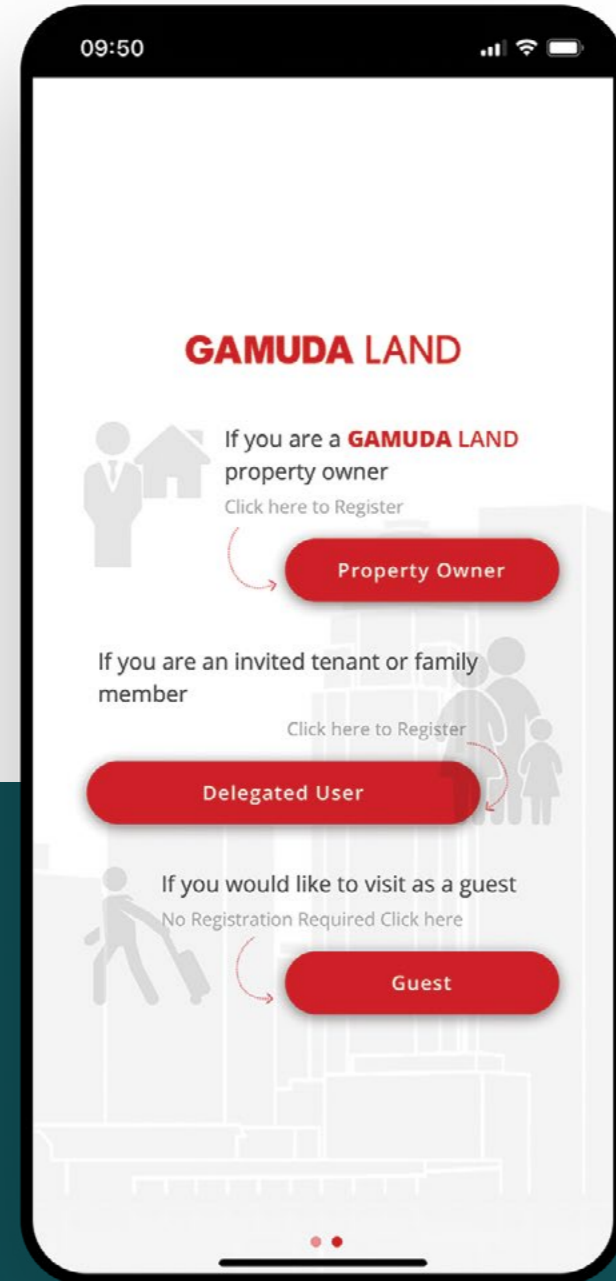 09:50
GAMUDA LAND
If you are a GAMUDA LAND
property owner
Click here to Register
Property Owner
If you are an invited tenant or family
member
Click here to Register
Delegated User
If you would like to visit as a guest
No Registration Required Click here
Guest